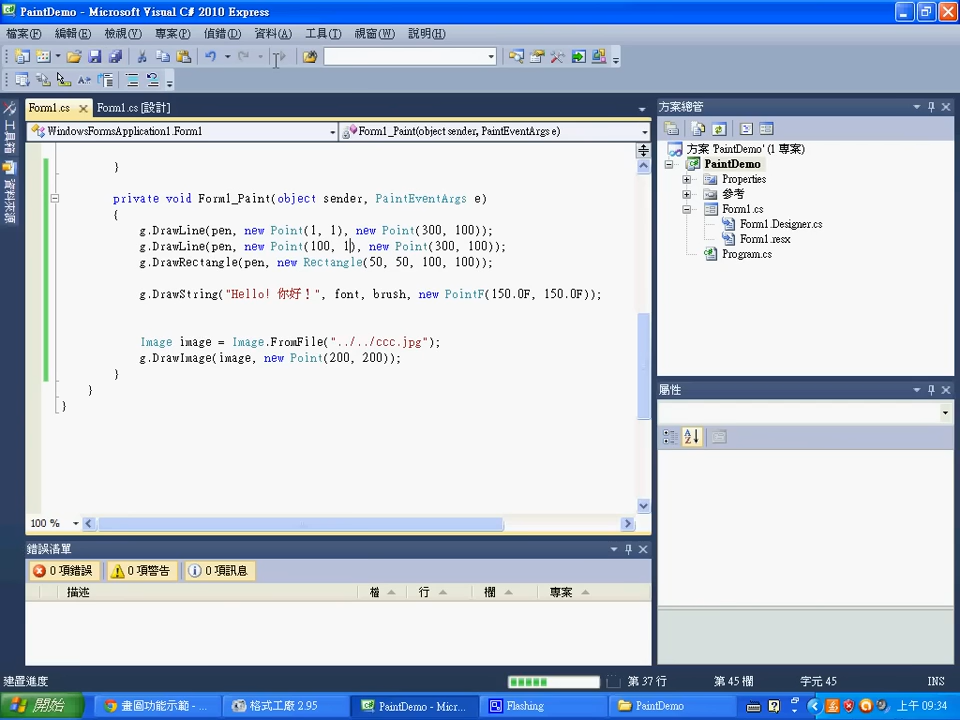 PaintDemo - Microsoft Visual C# 2010 Express
檔案(F) 編輯(E) 檢視(V) 專案(P) 偵錯(D) 資料(A) 工具(T) 視窗(W) 說明(H)
Form1.cs Form1.cs [設計]
WindowsFormsApplication1.Form1 Form1_Paint(object sender, PaintEventArgs e)
}
private void Form1_Paint(object sender, PaintEventArgs e)
{
g.DrawLine(pen, new Point(1, 1), new Point(300, 100));
g.DrawLine(pen, new Point(100, 1), new Point(300, 100));
g.DrawRectangle(pen, new Rectangle(50, 50, 100, 100));
g.DrawString("Hello! 你好！", font, brush, new PointF(150.0F, 150.0F));
Image image = Image.FromFile("../../ccc.jpg");
g.DrawImage(image, new Point(200, 200));
}
}
}
100 %
工具箱
資料來源
方案總管
方案 'PaintDemo' (1 專案)
PaintDemo
Properties
參考
Form1.cs
Form1.Designer.cs
Form1.resx
Program.cs
屬性
錯誤清單
0 項錯誤 0 項警告 0 項訊息
描述 檔 行 欄 專案
建置進度 第 37 行 第 45 欄 字元 45 INS
開始 畫圖功能示範 - ... 格式工廠 2.95 PaintDemo - Micr... Flashing PaintDemo 上午 09:34